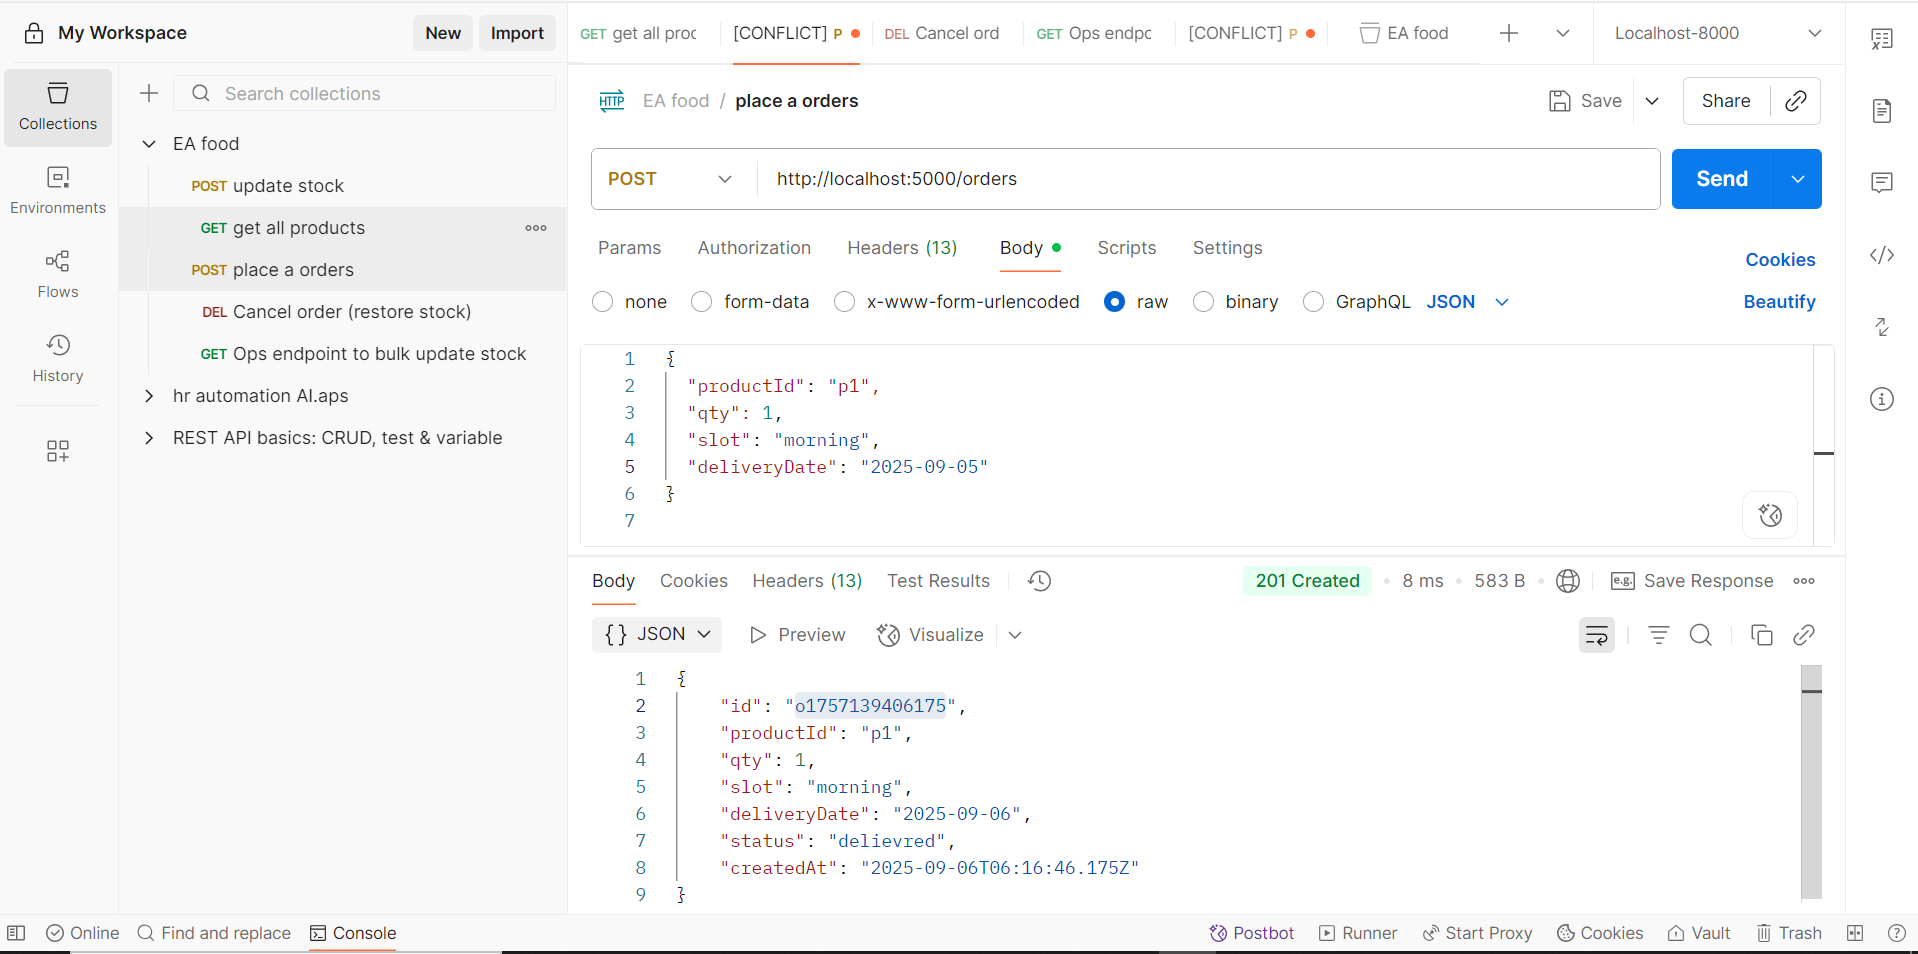 My Workspace
New
Import
GET get all proc
[CONFLICT] P
DEL Cancel ord
GET Ops endpc
[CONFLICT] P
EA food
Localhost-8000
Collections
Environments
Flows
History
Search collections
EA food
POST update stock
GET get all products
POST place a orders
DEL Cancel order (restore stock)
GET Ops endpoint to bulk update stock
hr automation AI.aps
REST API basics: CRUD, test & variable
HTTP EA food / place a orders
Save
Share
POST
http://localhost:5000/orders
Send
Params
Authorization
Headers (13)
Body
Scripts
Settings
Cookies
none
form-data
x-www-form-urlencoded
raw
binary
GraphQL
JSON
Beautify
1 {
2 "productId": "p1",
3 "qty": 1,
4 "slot": "morning",
5 "deliveryDate": "2025-09-05"
6 }
7
Body
Cookies
Headers (13)
Test Results
201 Created
8 ms
583 B
e.g. Save Response
{} JSON
Preview
Visualize
1 {
2 "id": "o1757139406175",
3 "productId": "p1",
4 "qty": 1,
5 "slot": "morning",
6 "deliveryDate": "2025-09-06",
7 "status": "delievred",
8 "createdAt": "2025-09-06T06:16:46.175Z"
9 }
Online
Find and replace
Console
Postbot
Runner
Start Proxy
Cookies
Vault
Trash